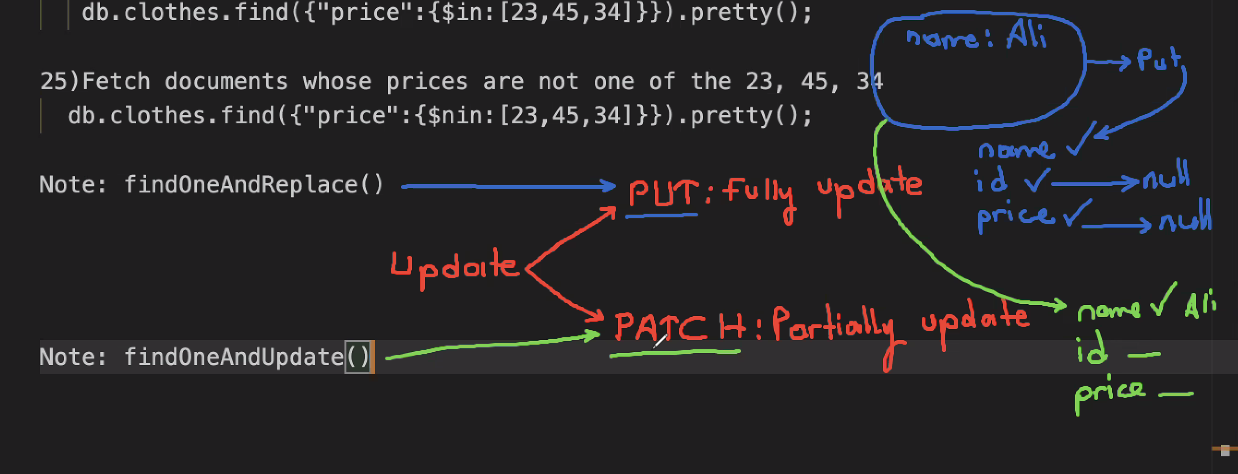 db.clothes.find({"price":{$in:[23,45,34]}}).pretty();
name: Ali
Put
25)Fetch documents whose prices are not one of the 23, 45, 34
db.clothes.find({"price":{$nin:[23,45,34]}}).pretty();
name ✓
id ✓ → null
price ✓ → null
Note: findOneAndReplace() → PUT: Fully update
Update
PATCH: Partially update
name ✓ Ali
Note: findOneAndUpdate()
id —
price —